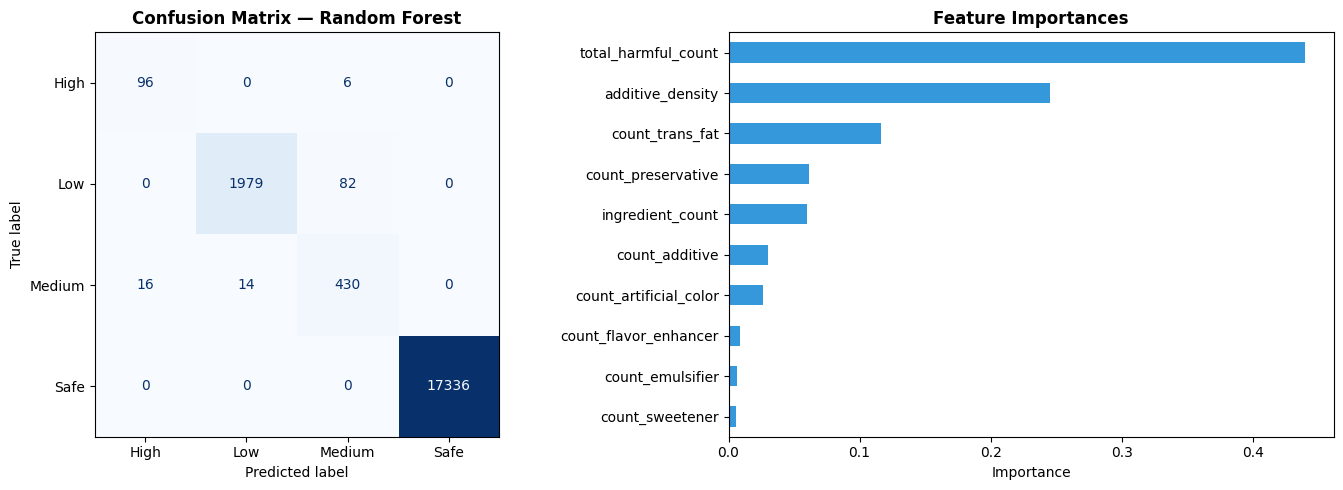 Confusion Matrix — Random Forest
True label
High
Low
Medium
Safe
96 0 6 0
0 1979 82 0
16 14 430 0
0 0 0 17336
High Low Medium Safe
Predicted label
Feature Importances
total_harmful_count
additive_density
count_trans_fat
count_preservative
ingredient_count
count_additive
count_artificial_color
count_flavor_enhancer
count_emulsifier
count_sweetener
0.0 0.1 0.2 0.3 0.4
Importance